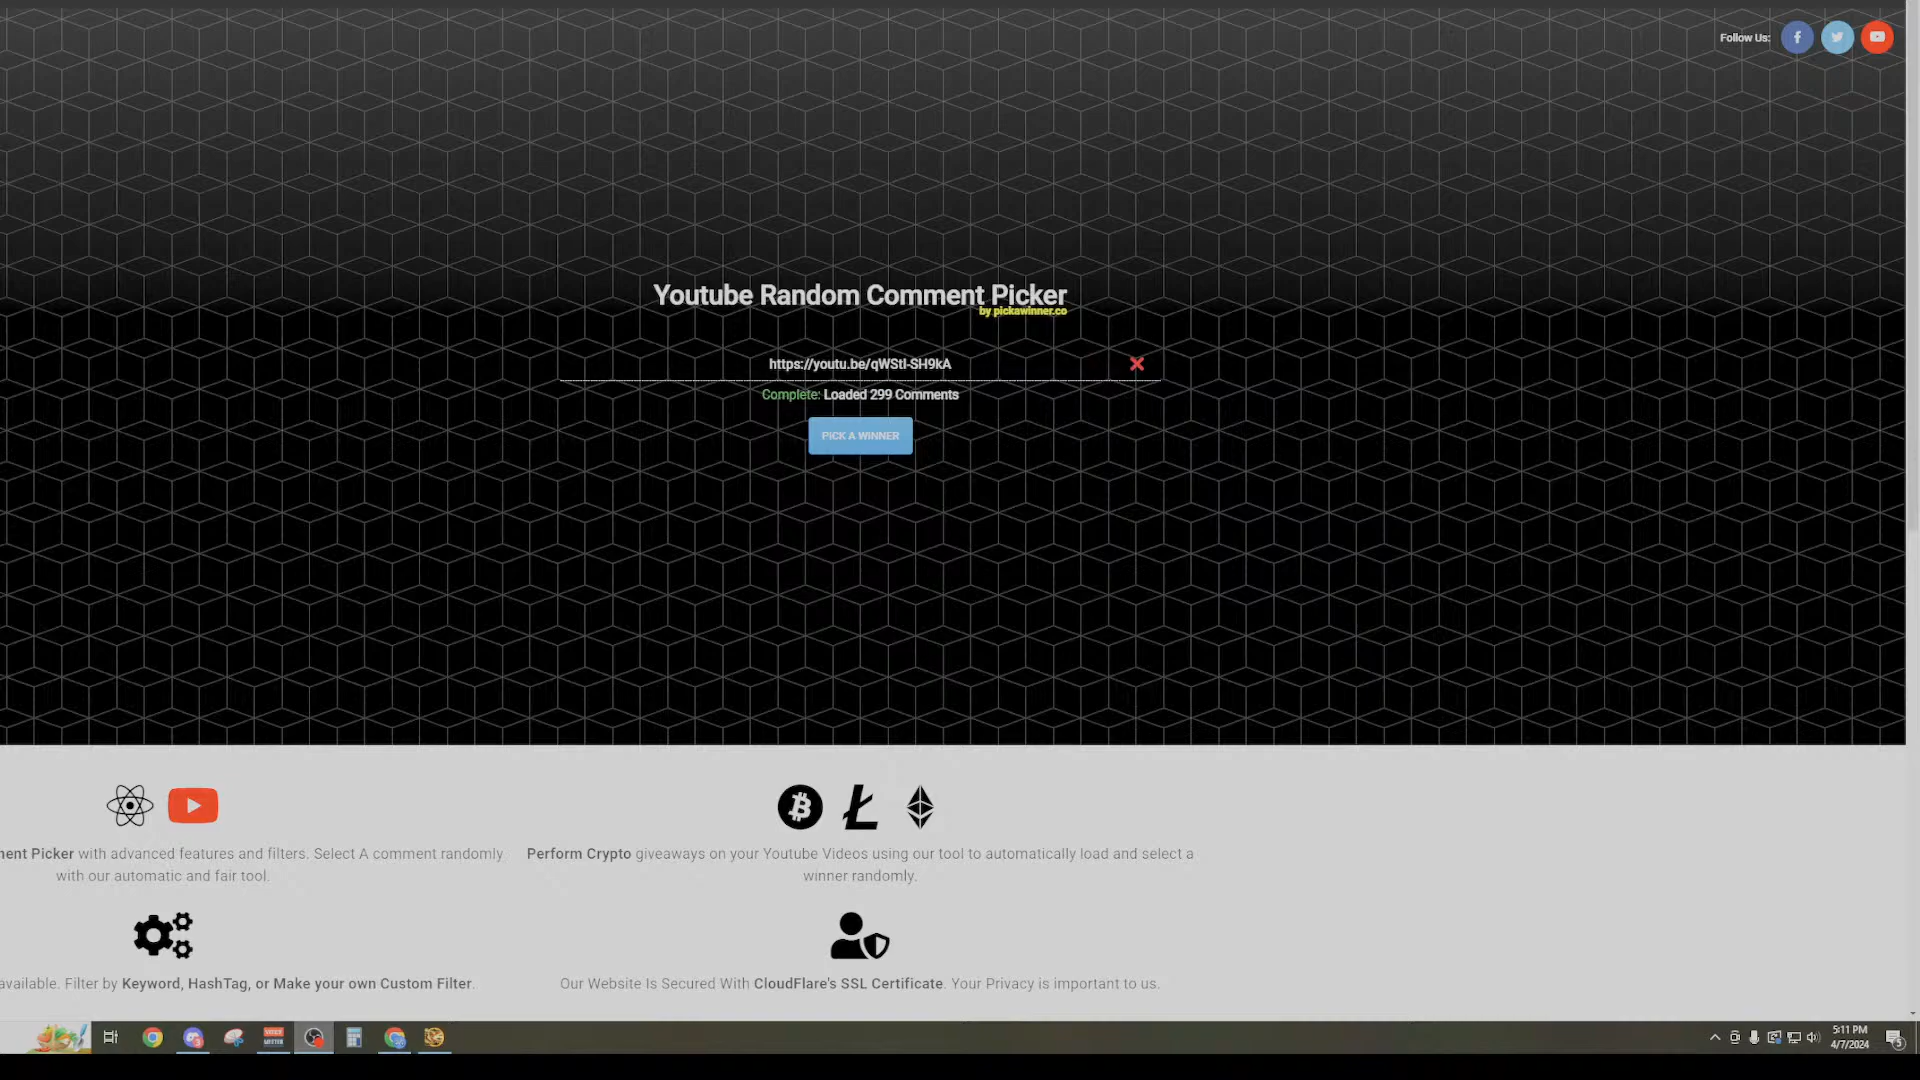 Follow Us:
Youtube Random Comment Picker
by pickawinner.co
https://youtu.be/qWStI-SH9kA
Complete: Loaded 299 Comments
PICK A WINNER
nent Picker with advanced features and filters. Select A comment randomly
with our automatic and fair tool.
Perform Crypto giveaways on your Youtube Videos using our tool to automatically load and select a
winner randomly.
available. Filter by Keyword, HashTag, or Make your own Custom Filter.
Our Website Is Secured With CloudFlare's SSL Certificate. Your Privacy is important to us.
5:11 PM
4/7/2024